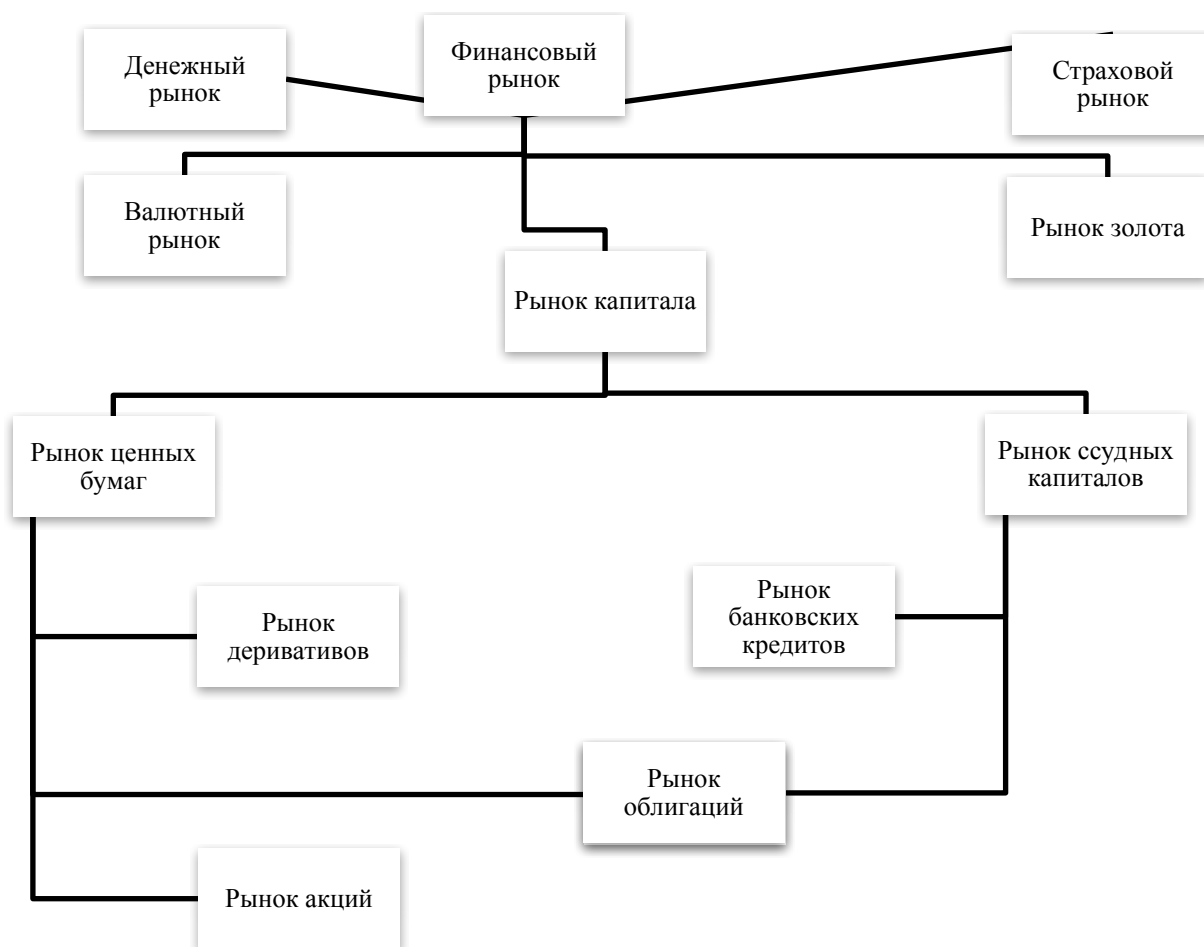 Денежный
рынок
Финансовый
рынок
Страховой
рынок
Валютный
рынок
Рынок золота
Рынок капитала
Рынок ценных
бумаг
Рынок ссудных
капиталов
Рынок
деривативов
Рынок
банковских
кредитов
Рынок
облигаций
Рынок акций